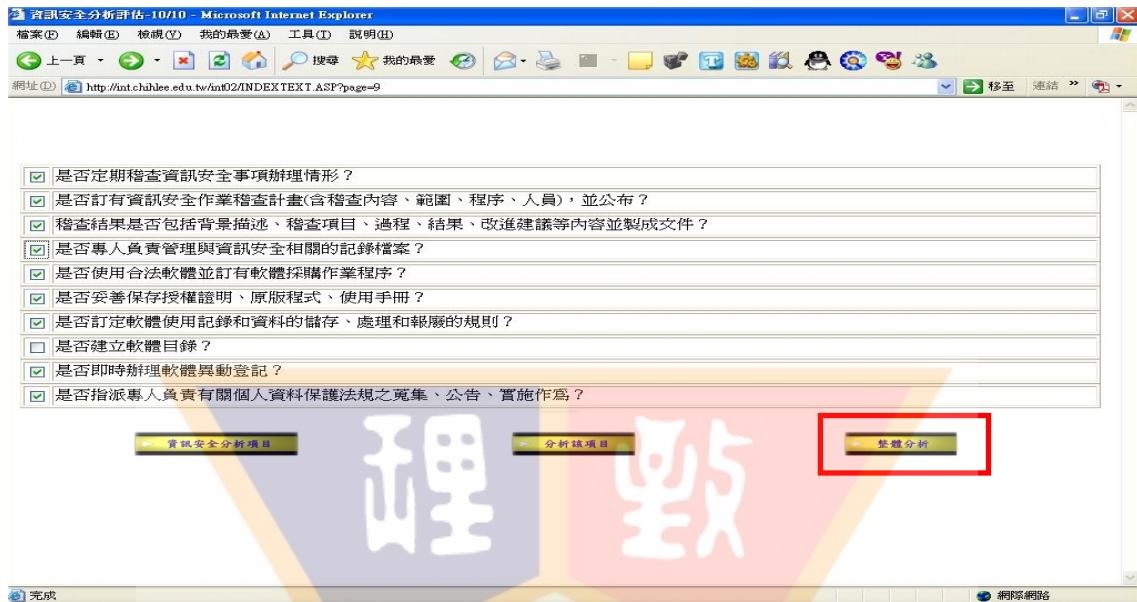 資訊安全分析評估-10/10 - Microsoft Internet Explorer
檔案(F) 編輯(E) 檢視(V) 我的最愛(A) 工具(T) 說明(H)
上一頁 搜尋 我的最愛
網址(D) http://int.chihlee.edu.tw/int02/INDEXTEXT.ASP?page=9 移至 連結 »
是否定期稽查資訊安全事項辦理情形？
是否訂有資訊安全作業稽查計畫(含稽查內容、範圍、程序、人員)，並公布？
稽查結果是否包括背景描述、稽查項目、過程、結果、改進建議等內容並製成文件？
是否專人負責管理與資訊安全相關的記錄檔案？
是否使用合法軟體並訂有軟體採購作業程序？
是否妥善保存授權證明、原版程式、使用手冊？
是否訂定軟體使用記錄和資料的儲存、處理和報廢的規則？
是否建立軟體目錄？
是否即時辦理軟體異動登記？
是否指派專人負責有關個人資料保護法規之蒐集、公告、實施作為？
資訊安全分析項目 分析該項目 整體分析
理 致
完成 網際網路